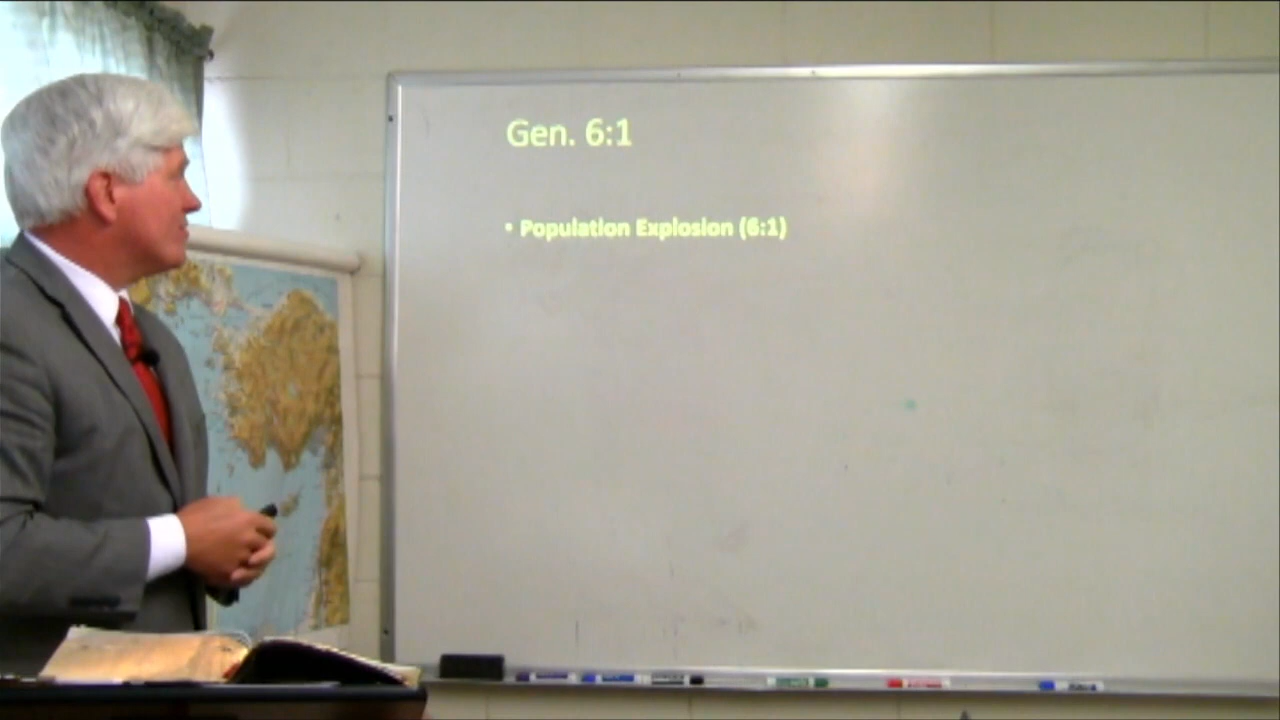 Gen. 6:1
▪ Population Explosion (6:1)